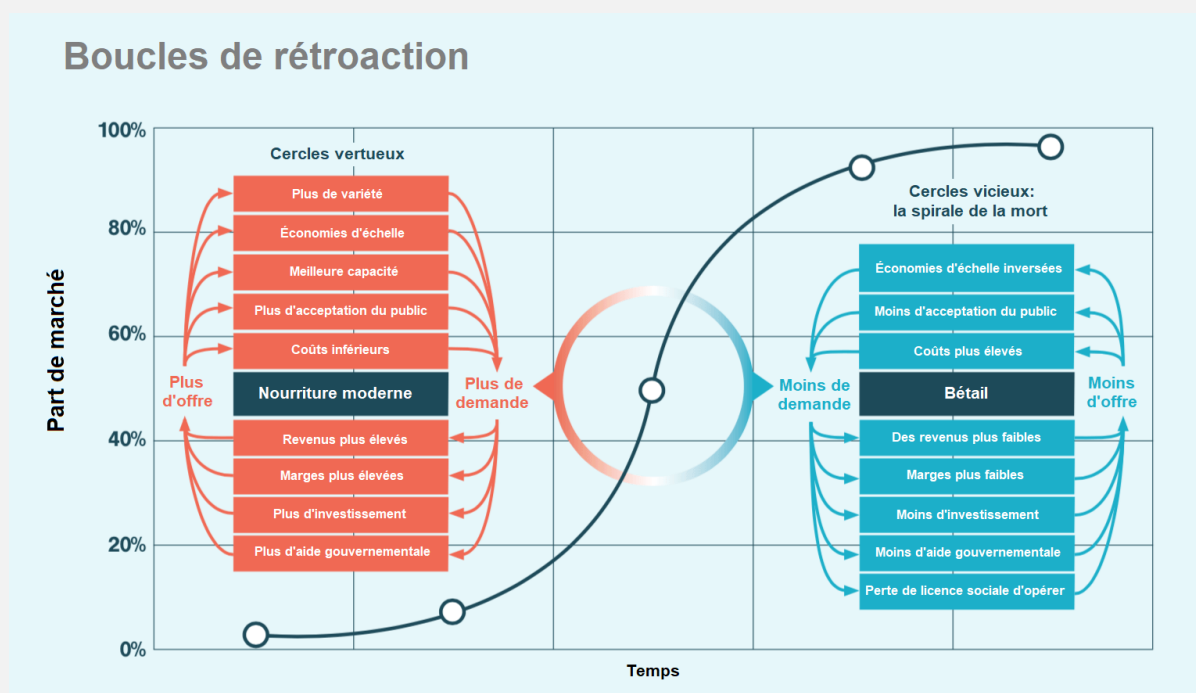 Boucles de rétroaction
Part de marché
100%
80%
60%
40%
20%
0%
Cercles vertueux
Plus de variété
Économies d'échelle
Meilleure capacité
Plus d'acceptation du public
Coûts inférieurs
Plus
d'offre
Nourriture moderne
Plus de
demande
Revenus plus élevés
Marges plus élevées
Plus d'investissement
Plus d'aide gouvernementale
Cercles vicieux:
la spirale de la mort
Économies d'échelle inversées
Moins d'acceptation du public
Coûts plus élevés
Moins de
demande
Bétail
Moins
d'offre
Des revenus plus faibles
Marges plus faibles
Moins d'investissement
Moins d'aide gouvernementale
Perte de licence sociale d'opérer
Temps